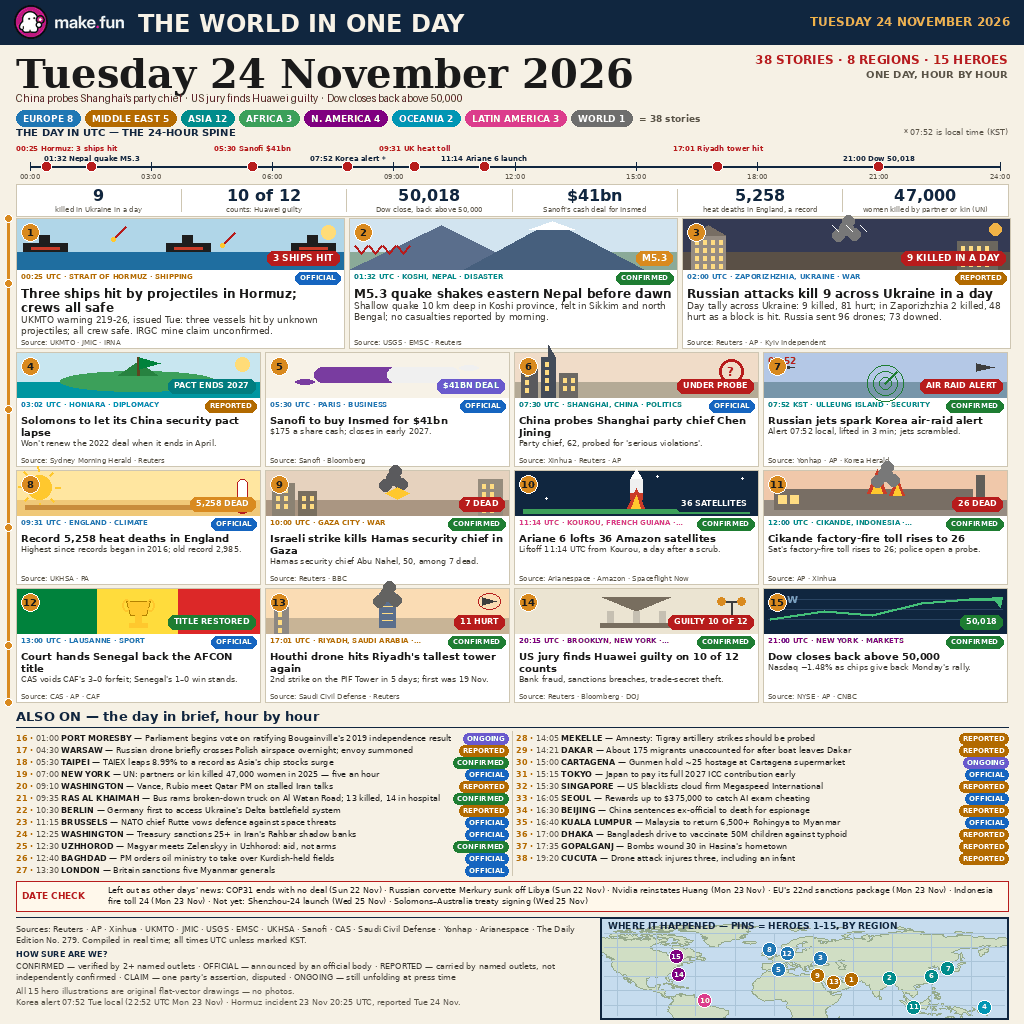 make.fun THE WORLD IN ONE DAY
TUESDAY 24 NOVEMBER 2026
Tuesday 24 November 2026
38 STORIES · 8 REGIONS · 15 HEROES
ONE DAY, HOUR BY HOUR
China probes Shanghai's party chief · US jury finds Huawei guilty · Dow closes back above 50,000
EUROPE 8 MIDDLE EAST 5 ASIA 12 AFRICA 3 N. AMERICA 4 OCEANIA 2 LATIN AMERICA 3 WORLD 1 = 38 stories
THE DAY IN UTC — THE 24-HOUR SPINE
* 07:52 is local time (KST)
00:25 Hormuz: 3 ships hit 05:30 Sanofi $41bn 09:31 UK heat toll 17:01 Riyadh tower hit
01:32 Nepal quake M5.3 07:52 Korea alert * 11:14 Ariane 6 launch 21:00 Dow 50,018
00:00 03:00 06:00 09:00 12:00 15:00 18:00 21:00 24:00
9 10 of 12 50,018 $41bn 5,258 47,000
killed in Ukraine in a day counts: Huawei guilty Dow close, back above 50,000 Sanofi's cash deal for Insmed heat deaths in England, a record women killed by partner or kin (UN)
1
3 SHIPS HIT
00:25 UTC · STRAIT OF HORMUZ · SHIPPING
OFFICIAL
Three ships hit by projectiles in Hormuz;
crews all safe
UKMTO warning 219-26, issued Tue: three vessels hit by unknown
projectiles; all crew safe. IRGC mine claim unconfirmed.
Source: UKMTO · JMIC · IRNA
2
M5.3
01:32 UTC · KOSHI, NEPAL · DISASTER
CONFIRMED
M5.3 quake shakes eastern Nepal before dawn
Shallow quake 10 km deep in Koshi province, felt in Sikkim and north
Bengal; no casualties reported by morning.
Source: USGS · EMSC · Reuters
3
9 KILLED IN A DAY
02:00 UTC · ZAPORIZHZHIA, UKRAINE · WAR
REPORTED
Russian attacks kill 9 across Ukraine in a day
Day tally across Ukraine: 9 killed, 81 hurt; in Zaporizhzhia 2 killed, 48
hurt as a block is hit. Russia sent 96 drones; 73 downed.
Source: Reuters · AP · Kyiv Independent
4
PACT ENDS 2027
03:02 UTC · HONIARA · DIPLOMACY
REPORTED
Solomons to let its China security pact
lapse
Won't renew the 2022 deal when it ends in April.
Source: Sydney Morning Herald · Reuters
5
$41BN DEAL
05:30 UTC · PARIS · BUSINESS
OFFICIAL
Sanofi to buy Insmed for $41bn
$175 a share cash; closes in early 2027.
Source: Sanofi · Bloomberg
6
?
UNDER PROBE
07:30 UTC · SHANGHAI, CHINA · POLITICS
OFFICIAL
China probes Shanghai party chief Chen
Jining
Party chief, 62, probed for 'serious violations'.
Source: Xinhua · Reuters · AP
7
AIR RAID ALERT
07:52 KST · ULLEUNG ISLAND · SECURITY
CONFIRMED
Russian jets spark Korea air-raid alert
Alert 07:52 local, lifted in 3 min; jets scrambled.
Source: Yonhap · AP · Korea Herald
8
5,258 DEAD
09:31 UTC · ENGLAND · CLIMATE
OFFICIAL
Record 5,258 heat deaths in England
Highest since records began in 2016; old record 2,985.
Source: UKHSA · PA
9
7 DEAD
10:00 UTC · GAZA CITY · WAR
CONFIRMED
Israeli strike kills Hamas security chief in
Gaza
Hamas security chief Abu Nahel, 50, among 7 dead.
Source: Reuters · BBC
10
36 SATELLITES
11:14 UTC · KOUROU, FRENCH GUIANA ·…
CONFIRMED
Ariane 6 lofts 36 Amazon satellites
Liftoff 11:14 UTC from Kourou, a day after a scrub.
Source: Arianespace · Amazon · Spaceflight Now
11
26 DEAD
12:00 UTC · CIKANDE, INDONESIA ·…
CONFIRMED
Cikande factory-fire toll rises to 26
Sat's factory-fire toll rises to 26; police open a probe.
Source: AP · Xinhua
12
TITLE RESTORED
13:00 UTC · LAUSANNE · SPORT
OFFICIAL
Court hands Senegal back the AFCON
title
CAS voids CAF's 3–0 forfeit; Senegal's 1–0 win stands.
Source: CAS · AP · CAF
13
11 HURT
17:01 UTC · RIYADH, SAUDI ARABIA ·…
CONFIRMED
Houthi drone hits Riyadh's tallest tower
again
2nd strike on the PIF Tower in 5 days; first was 19 Nov.
Source: Saudi Civil Defense · Reuters
14
GUILTY 10 OF 12
20:15 UTC · BROOKLYN, NEW YORK ·…
CONFIRMED
US jury finds Huawei guilty on 10 of 12
counts
Bank fraud, sanctions breaches, trade-secret theft.
Source: Reuters · Bloomberg · DOJ
15
50,018
21:00 UTC · NEW YORK · MARKETS
CONFIRMED
Dow closes back above 50,000
Nasdaq −1.48% as chips give back Monday's rally.
Source: NYSE · AP · CNBC
ALSO ON — the day in brief, hour by hour
16 · 01:00 PORT MORESBY — Parliament begins vote on ratifying Bougainville's 2019 independence result ONGOING
17 · 04:30 WARSAW — Russian drone briefly crosses Polish airspace overnight; envoy summoned REPORTED
18 · 05:30 TAIPEI — TAIEX leaps 8.99% to a record as Asia's chip stocks surge CONFIRMED
19 · 07:00 NEW YORK — UN: partners or kin killed 47,000 women in 2025 — five an hour OFFICIAL
20 · 09:10 WASHINGTON — Vance, Rubio meet Qatar PM on stalled Iran talks REPORTED
21 · 09:35 RAS AL KHAIMAH — Bus rams broken-down truck on Al Watan Road; 13 killed, 14 in hospital CONFIRMED
22 · 10:30 BERLIN — Germany first to access Ukraine's Delta battlefield system REPORTED
23 · 11:15 BRUSSELS — NATO chief Rutte vows defence against space threats OFFICIAL
24 · 12:25 WASHINGTON — Treasury sanctions 25+ in Iran's Rahbar shadow banks OFFICIAL
25 · 12:30 UZHHOROD — Magyar meets Zelenskyy in Uzhhorod: aid, not arms CONFIRMED
26 · 12:40 BAGHDAD — PM orders oil ministry to take over Kurdish-held fields OFFICIAL
27 · 13:30 LONDON — Britain sanctions five Myanmar generals OFFICIAL
28 · 14:05 MEKELLE — Amnesty: Tigray artillery strikes should be probed REPORTED
29 · 14:21 DAKAR — About 175 migrants unaccounted for after boat leaves Dakar REPORTED
30 · 15:00 CARTAGENA — Gunmen hold ~25 hostage at Cartagena supermarket ONGOING
31 · 15:15 TOKYO — Japan to pay its full 2027 ICC contribution early OFFICIAL
32 · 15:30 SINGAPORE — US blacklists cloud firm Megaspeed International REPORTED
33 · 16:05 SEOUL — Rewards up to $375,000 to catch AI exam cheating OFFICIAL
34 · 16:30 BEIJING — China sentences ex-official to death for espionage REPORTED
35 · 16:40 KUALA LUMPUR — Malaysia to return 6,500+ Rohingya to Myanmar OFFICIAL
36 · 17:00 DHAKA — Bangladesh drive to vaccinate 50M children against typhoid REPORTED
37 · 17:35 GOPALGANJ — Bombs wound 30 in Hasina's hometown REPORTED
38 · 19:20 CUCUTA — Drone attack injures three, including an infant REPORTED
DATE CHECK
Left out as other days' news: COP31 ends with no deal (Sun 22 Nov) · Russian corvette Merkury sunk off Libya (Sun 22 Nov) · Nvidia reinstates Huang (Mon 23 Nov) · EU's 22nd sanctions package (Mon 23 Nov) · Indonesia
fire toll 24 (Mon 23 Nov) · Not yet: Shenzhou-24 launch (Wed 25 Nov) · Solomons–Australia treaty signing (Wed 25 Nov)
Sources: Reuters · AP · Xinhua · UKMTO · JMIC · USGS · EMSC · UKHSA · Sanofi · CAS · Saudi Civil Defense · Yonhap · Arianespace · The Daily
Edition No. 279. Compiled in real time; all times UTC unless marked KST.
HOW SURE ARE WE?
CONFIRMED — verified by 2+ named outlets · OFFICIAL — announced by an official body · REPORTED — carried by named outlets, not
independently confirmed · CLAIM — one party's assertion, disputed · ONGOING — still unfolding at press time
All 15 hero illustrations are original flat-vector drawings — no photos.
Korea alert 07:52 Tue local (22:52 UTC Mon 23 Nov) · Hormuz incident 23 Nov 20:25 UTC, reported Tue 24 Nov.
WHERE IT HAPPENED — PINS = HEROES 1–15, BY REGION
15 14 10 8 12 5 3 9 13 1 2 6 7 11 4